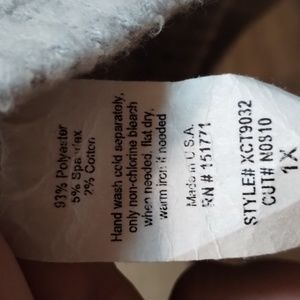 93% Polyester
5% Spandex
2% Cotton
Hand wash cold separately,
only non-chlorine bleach
when needed, flat dry,
warm iron if needed
Made in U.S.A.
RN # 151771
STYLE# XCT9032
CUT# N0810
1X